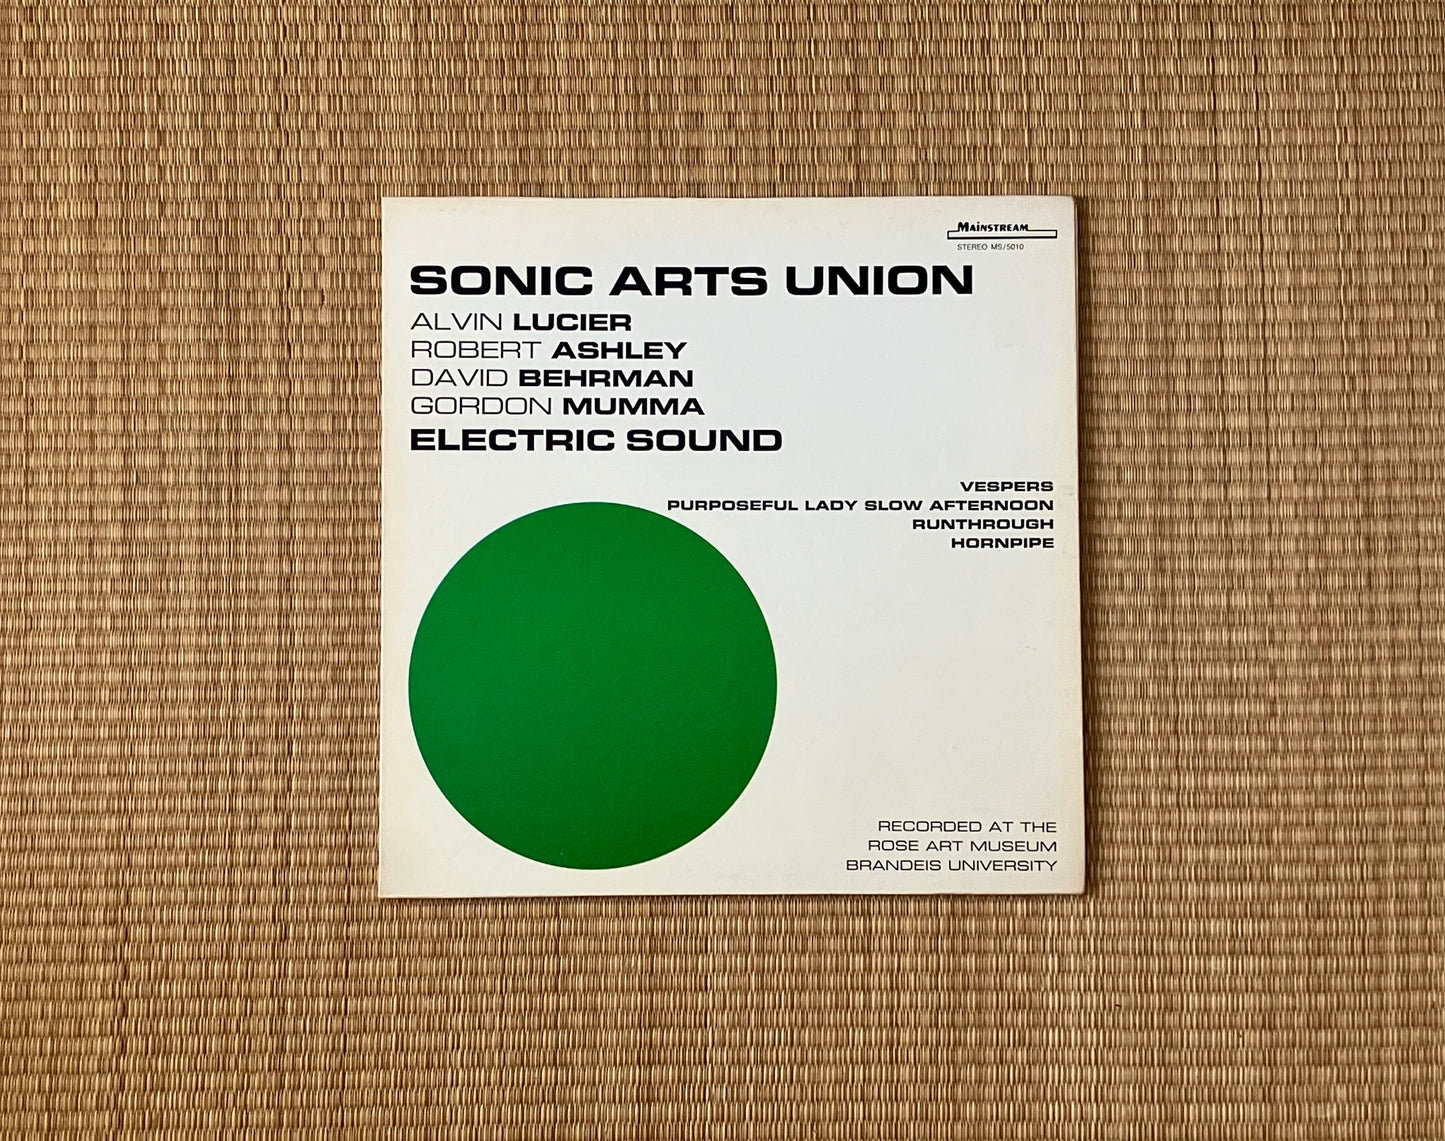 MAINSTREAM
STEREO MS/5010
SONIC ARTS UNION
ALVIN LUCIER
ROBERT ASHLEY
DAVID BEHRMAN
GORDON MUMMA
ELECTRIC SOUND
VESPERS
PURPOSEFUL LADY SLOW AFTERNOON
RUNTHROUGH
HORNPIPE
RECORDED AT THE
ROSE ART MUSEUM
BRANDEIS UNIVERSITY